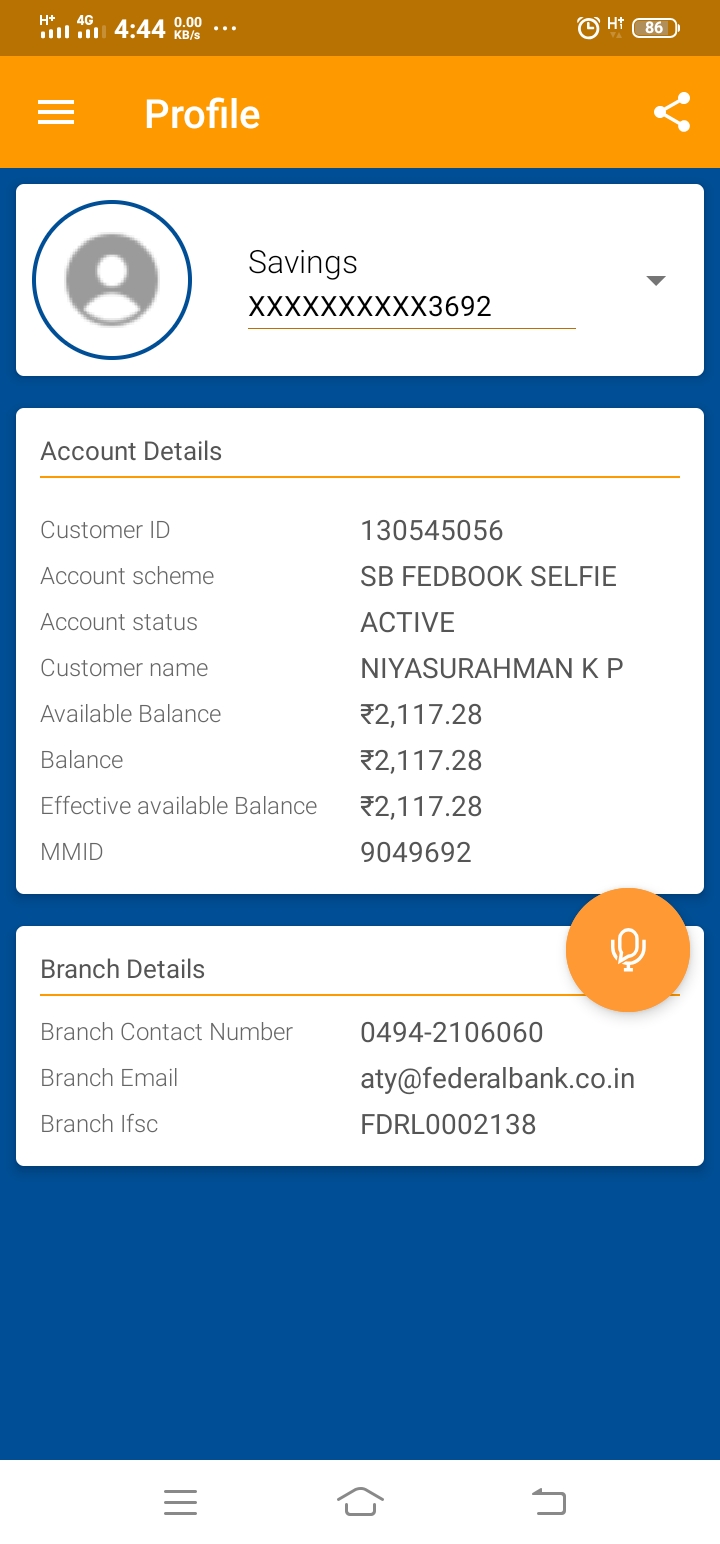 H+ 4G 4:44 0.00 KB/s ... H† 86
Profile
Savings
XXXXXXXXXX3692
Account Details
Customer ID 130545056
Account scheme SB FEDBOOK SELFIE
Account status ACTIVE
Customer name NIYASURAHMAN K P
Available Balance ₹2,117.28
Balance ₹2,117.28
Effective available Balance ₹2,117.28
MMID 9049692
Branch Details
Branch Contact Number 0494-2106060
Branch Email aty@federalbank.co.in
Branch Ifsc FDRL0002138